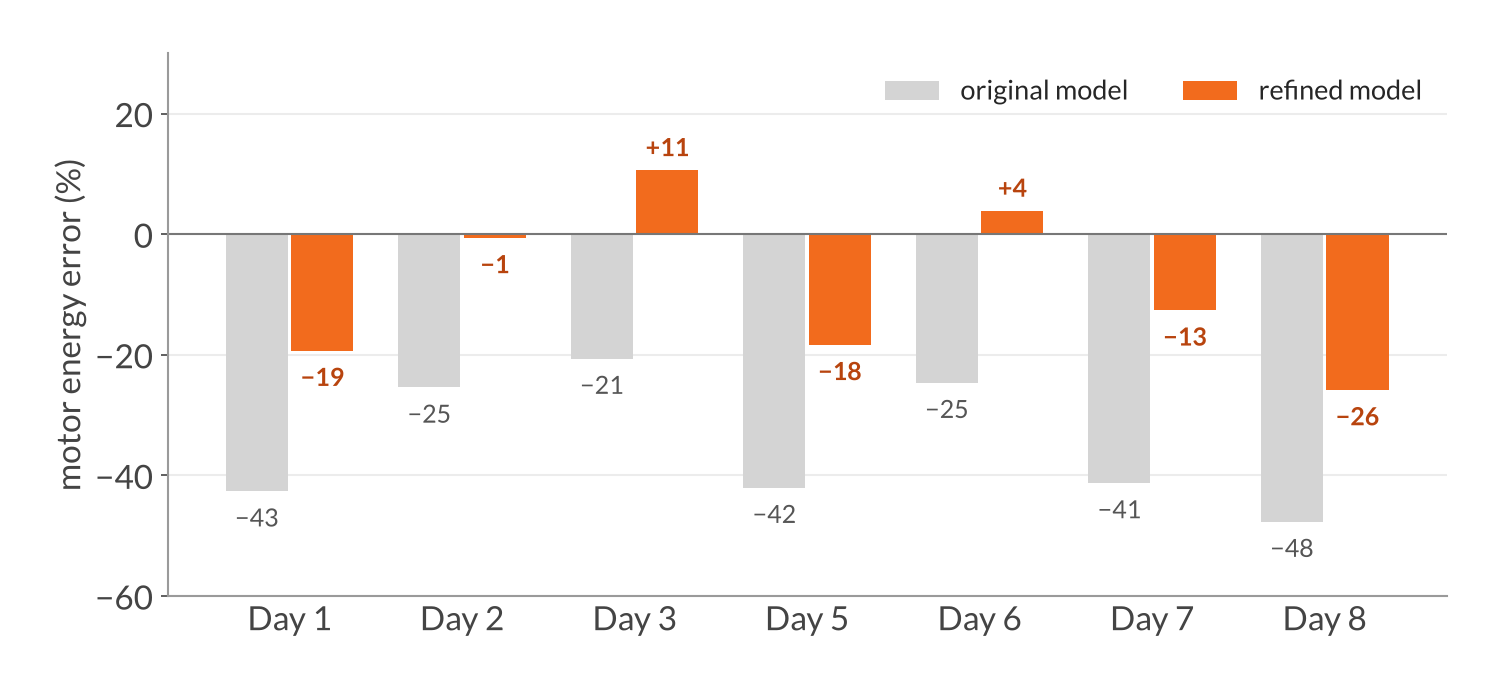 original model
refined model
motor energy error (%)
20
0
−20
−40
−60
+11
+4
−1
−19
−18
−13
−26
−25
−21
−25
−43
−42
−41
−48
Day 1
Day 2
Day 3
Day 5
Day 6
Day 7
Day 8